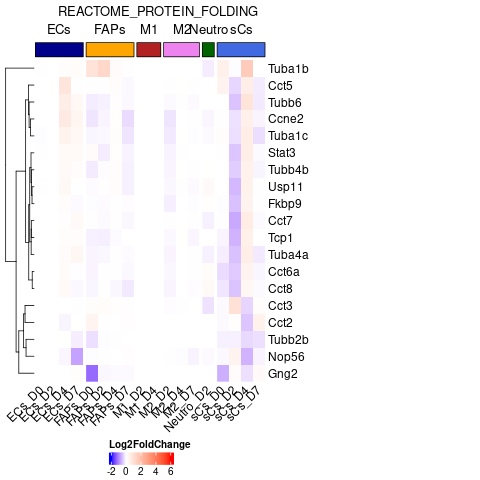 REACTOME_PROTEIN_FOLDING
ECs FAPs M1 M2 Neutro sCs
Tuba1b
Cct5
Tubb6
Ccne2
Tuba1c
Stat3
Tubb4b
Usp11
Fkbp9
Cct7
Tcp1
Tuba4a
Cct6a
Cct8
Cct3
Cct2
Tubb2b
Nop56
Gng2
ECs_D0
ECs_D2
ECs_D4
ECs_D7
FAPs_D0
FAPs_D2
FAPs_D4
FAPs_D7
M1_D2
M1_D4
M2_D2
M2_D4
M2_D7
Neutro_D2
sCs_D0
sCs_D2
sCs_D4
sCs_D7
Log2FoldChange
-2 0 2 4 6